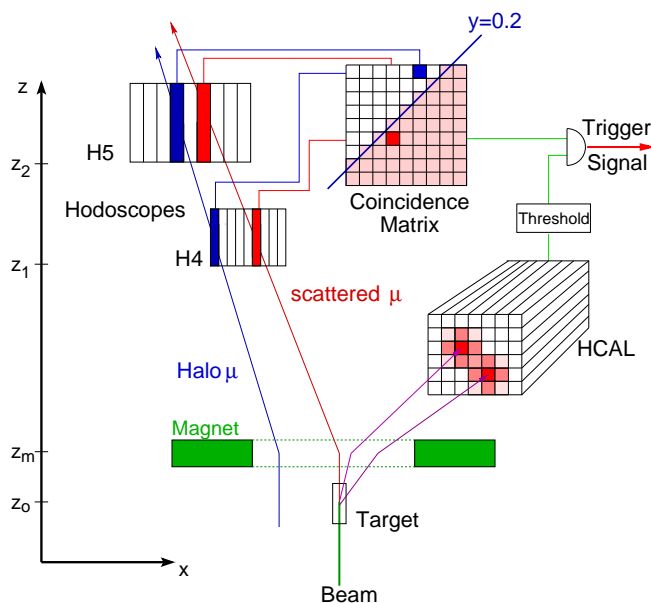 y=0.2
z
H5
z2
Hodoscopes
H4
z1
Coincidence
Matrix
Trigger
Signal
Threshold
scattered μ
Halo μ
HCAL
Magnet
zm
zo
Target
x
Beam